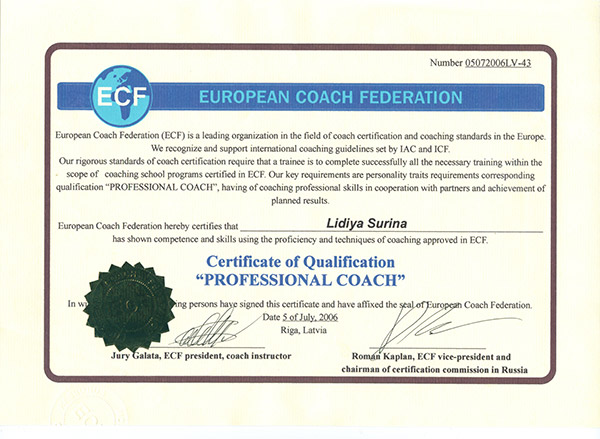 Number 05072006LV-43
ECF
EUROPEAN COACH FEDERATION
European Coach Federation (ECF) is a leading organization in the field of coach certification and coaching standards in the Europe.
We recognize and support international coaching guidelines set by IAC and ICF.
Our rigorous standards of coach certification require that a trainee is to complete successfully all the necessary training within the
scope of coaching school programs certified in ECF. Our key requirements are personality traits requirements corresponding
qualification “PROFESSIONAL COACH”, having of coaching professional skills in cooperation with partners and achievement of
planned results.
European Coach Federation hereby certifies that Lidiya Surina
has shown competence and skills using the proficiency and techniques of coaching approved in ECF.
Certificate of Qualification
“PROFESSIONAL COACH”
In persons have signed this certificate and have affixed the seal of European Coach Federation.
Date 5 of July, 2006
Riga, Latvia
Jury Galata, ECF president, coach instructor
Roman Kaplan, ECF vice-president and
chairman of certification commission in Russia